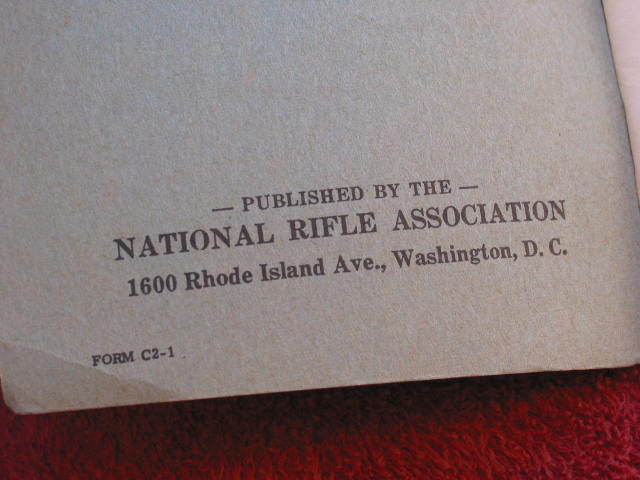 — PUBLISHED BY THE —
NATIONAL RIFLE ASSOCIATION
1600 Rhode Island Ave., Washington, D. C.
FORM C2-1